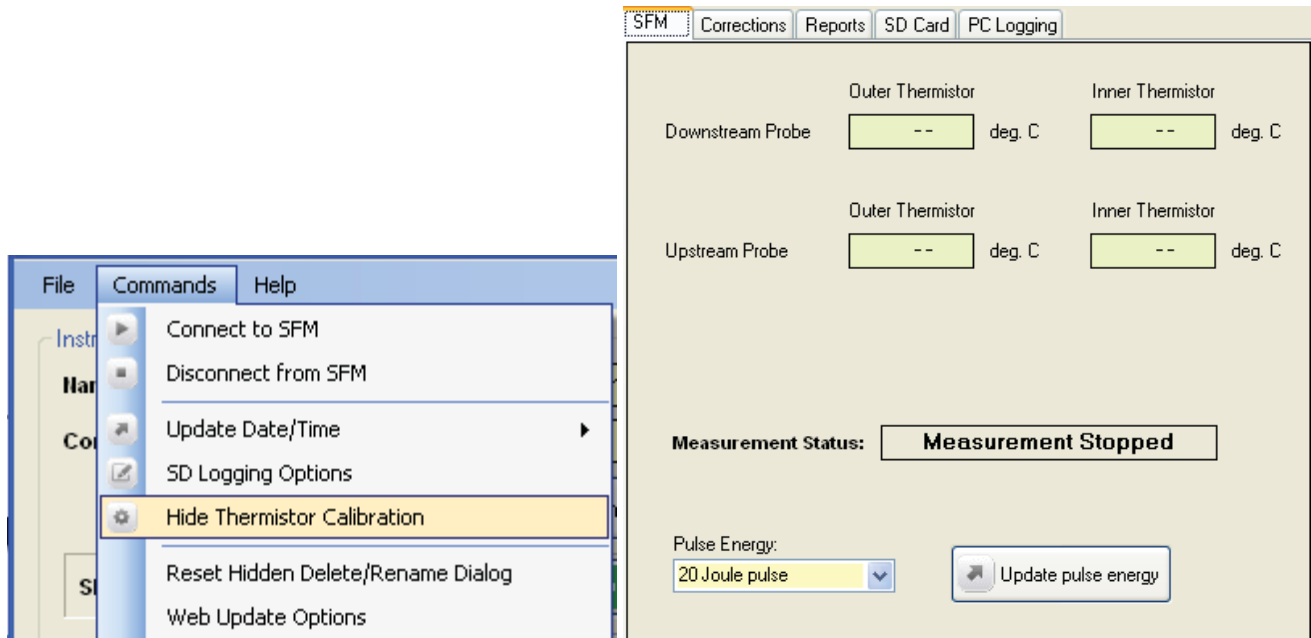 File Commands Help
Instr
Nar
Cor
Connect to SFM
Disconnect from SFM
Update Date/Time
SD Logging Options
Hide Thermistor Calibration
Reset Hidden Delete/Rename Dialog
Web Update Options
SFM Corrections Reports SD Card PC Logging
Outer Thermistor Inner Thermistor
Downstream Probe -- deg. C -- deg. C
Outer Thermistor Inner Thermistor
Upstream Probe -- deg. C -- deg. C
Measurement Status: Measurement Stopped
Pulse Energy:
20 Joule pulse Update pulse energy